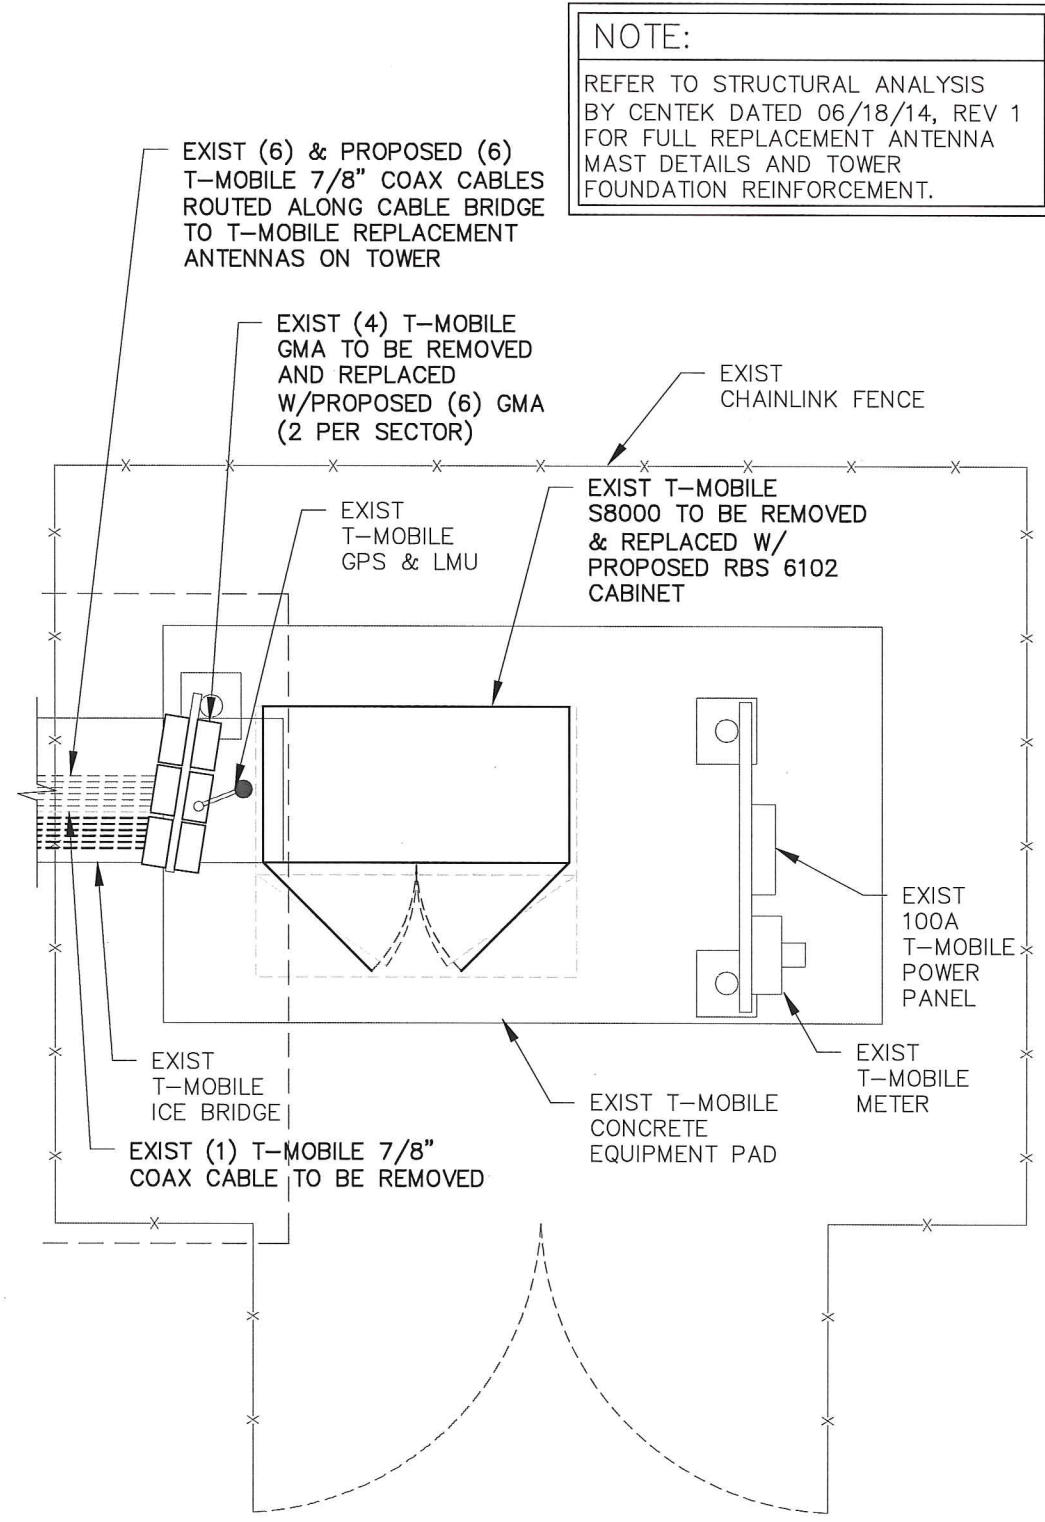 NOTE:
REFER TO STRUCTURAL ANALYSIS
BY CENTEK DATED 06/18/14, REV 1
FOR FULL REPLACEMENT ANTENNA
MAST DETAILS AND TOWER
FOUNDATION REINFORCEMENT.
EXIST (6) & PROPOSED (6)
T-MOBILE 7/8" COAX CABLES
ROUTED ALONG CABLE BRIDGE
TO T-MOBILE REPLACEMENT
ANTENNAS ON TOWER
EXIST (4) T-MOBILE
GMA TO BE REMOVED
AND REPLACED
W/PROPOSED (6) GMA
(2 PER SECTOR)
EXIST
CHAINLINK FENCE
EXIST
T-MOBILE
GPS & LMU
EXIST T-MOBILE
S8000 TO BE REMOVED
& REPLACED W/
PROPOSED RBS 6102
CABINET
EXIST
100A
T-MOBILE
POWER
PANEL
EXIST
T-MOBILE
METER
EXIST
T-MOBILE
ICE BRIDGE
EXIST T-MOBILE
CONCRETE
EQUIPMENT PAD
EXIST (1) T-MOBILE 7/8"
COAX CABLE TO BE REMOVED